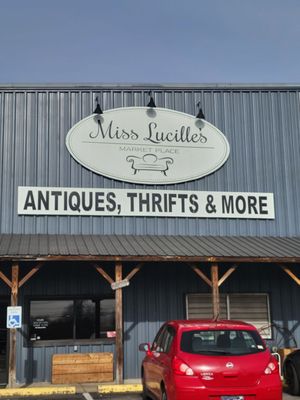 Miss Lucille's
MARKET PLACE
ANTIQUES, THRIFTS & MORE